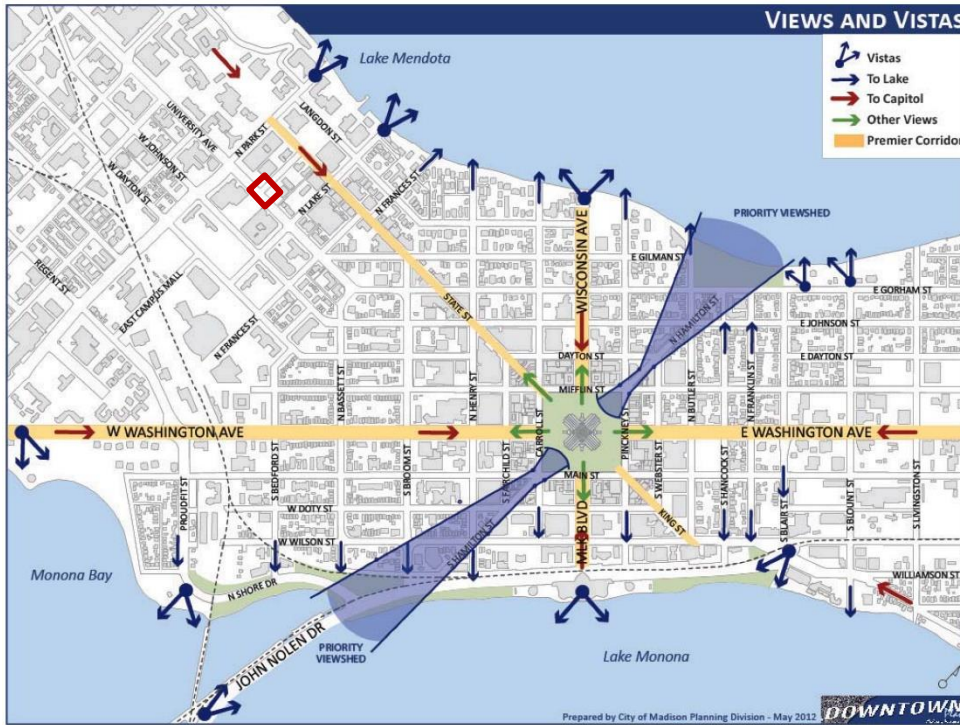 VIEWS AND VISTAS
Vistas
To Lake
To Capitol
Other Views
Premier Corridor
Lake Mendota
LANGDON ST
UNIVERSITY AVE
N PARK ST
W JOHNSON ST
W DAYTON ST
N LAKE ST
N FRANCES ST
PRIORITY VIEWSHED
WISCONSIN AVE
E GILMAN ST
E GORHAM ST
REGENT ST
EAST CAMPUS MALL
STATE ST
N HAMILTON ST
E JOHNSON ST
N FRANCES ST
DAYTON ST
E DAYTON ST
MIFFLIN ST
N BASSETT ST
N HENRY ST
CARROLL ST
PINCKNEY ST
N BUTLER ST
N FRANKLIN ST
W WASHINGTON AVE
E WASHINGTON AVE
S BEDFORD ST
S BROOM ST
S FAIRCHILD ST
MAIN ST
S WEBSTER ST
S HANCOCK ST
S BLOUNT ST
S LIVINGSTON ST
PROUDFIT ST
W DOTY ST
MLK BLVD
KING ST
S BLAIR ST
W WILSON ST
S HAMILTON ST
Monona Bay
N SHORE DR
WILLIAMSON ST
JOHN NOLEN DR
PRIORITY
VIEWSHED
Lake Monona
Prepared by City of Madison Planning Division - May 2012
DOWNTOWN